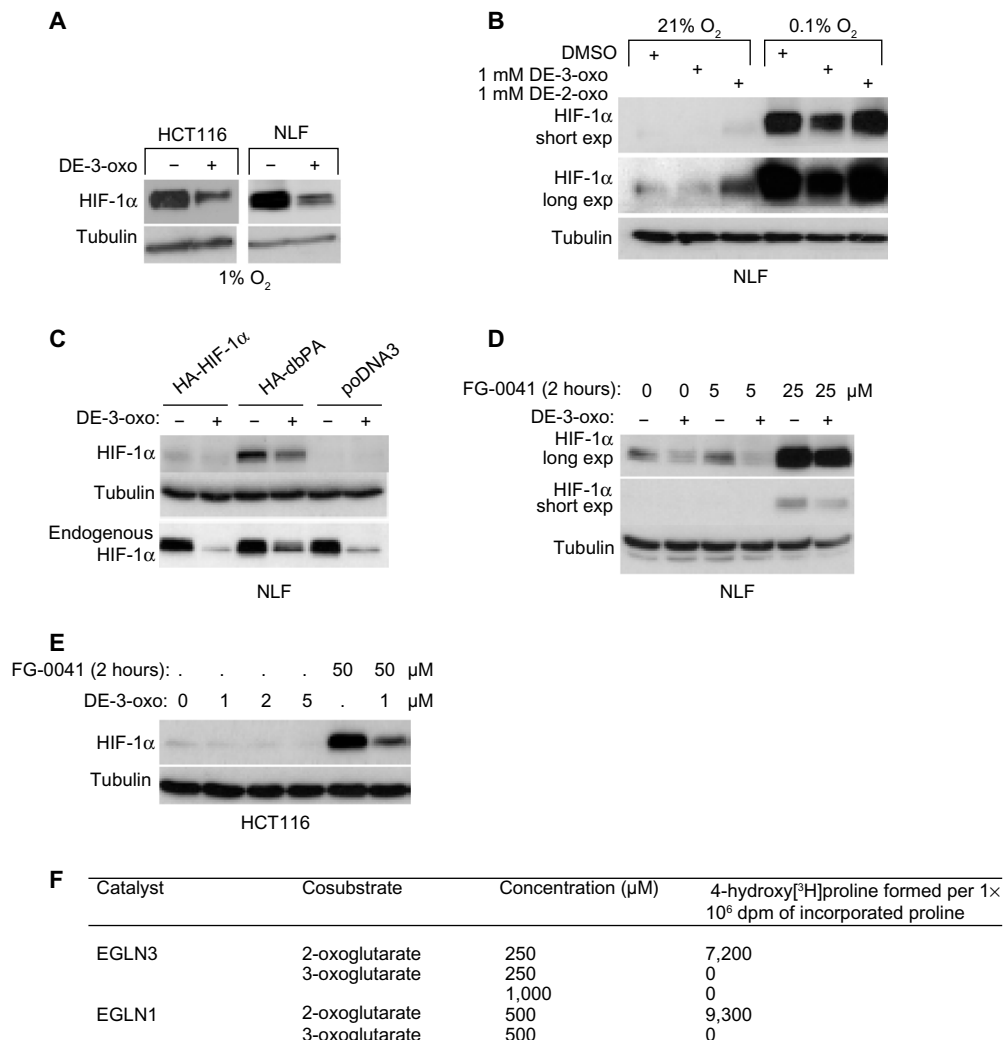 A
HCT116 NLF
DE-3-oxo – + – +
HIF-1α
Tubulin
1% O₂
B
21% O₂ 0.1% O₂
DMSO + +
1 mM DE-3-oxo + +
1 mM DE-2-oxo + +
HIF-1α
short exp
HIF-1α
long exp
Tubulin
NLF
C
HA-HIF-1α HA-dbPA poDNA3
DE-3-oxo: – + – + – +
HIF-1α
Tubulin
Endogenous
HIF-1α
NLF
D
FG-0041 (2 hours): 0 0 5 5 25 25 μM
DE-3-oxo: – + – + – +
HIF-1α
long exp
HIF-1α
short exp
Tubulin
NLF
E
FG-0041 (2 hours): . . . . 50 50 μM
DE-3-oxo: 0 1 2 5 . 1 μM
HIF-1α
Tubulin
HCT116
F
Catalyst Cosubstrate Concentration (μM) 4-hydroxy[³H]proline formed per 1×
10⁶ dpm of incorporated proline
EGLN3 2-oxoglutarate 250 7,200
3-oxoglutarate 250 0
1,000 0
EGLN1 2-oxoglutarate 500 9,300
3-oxoglutarate 500 0